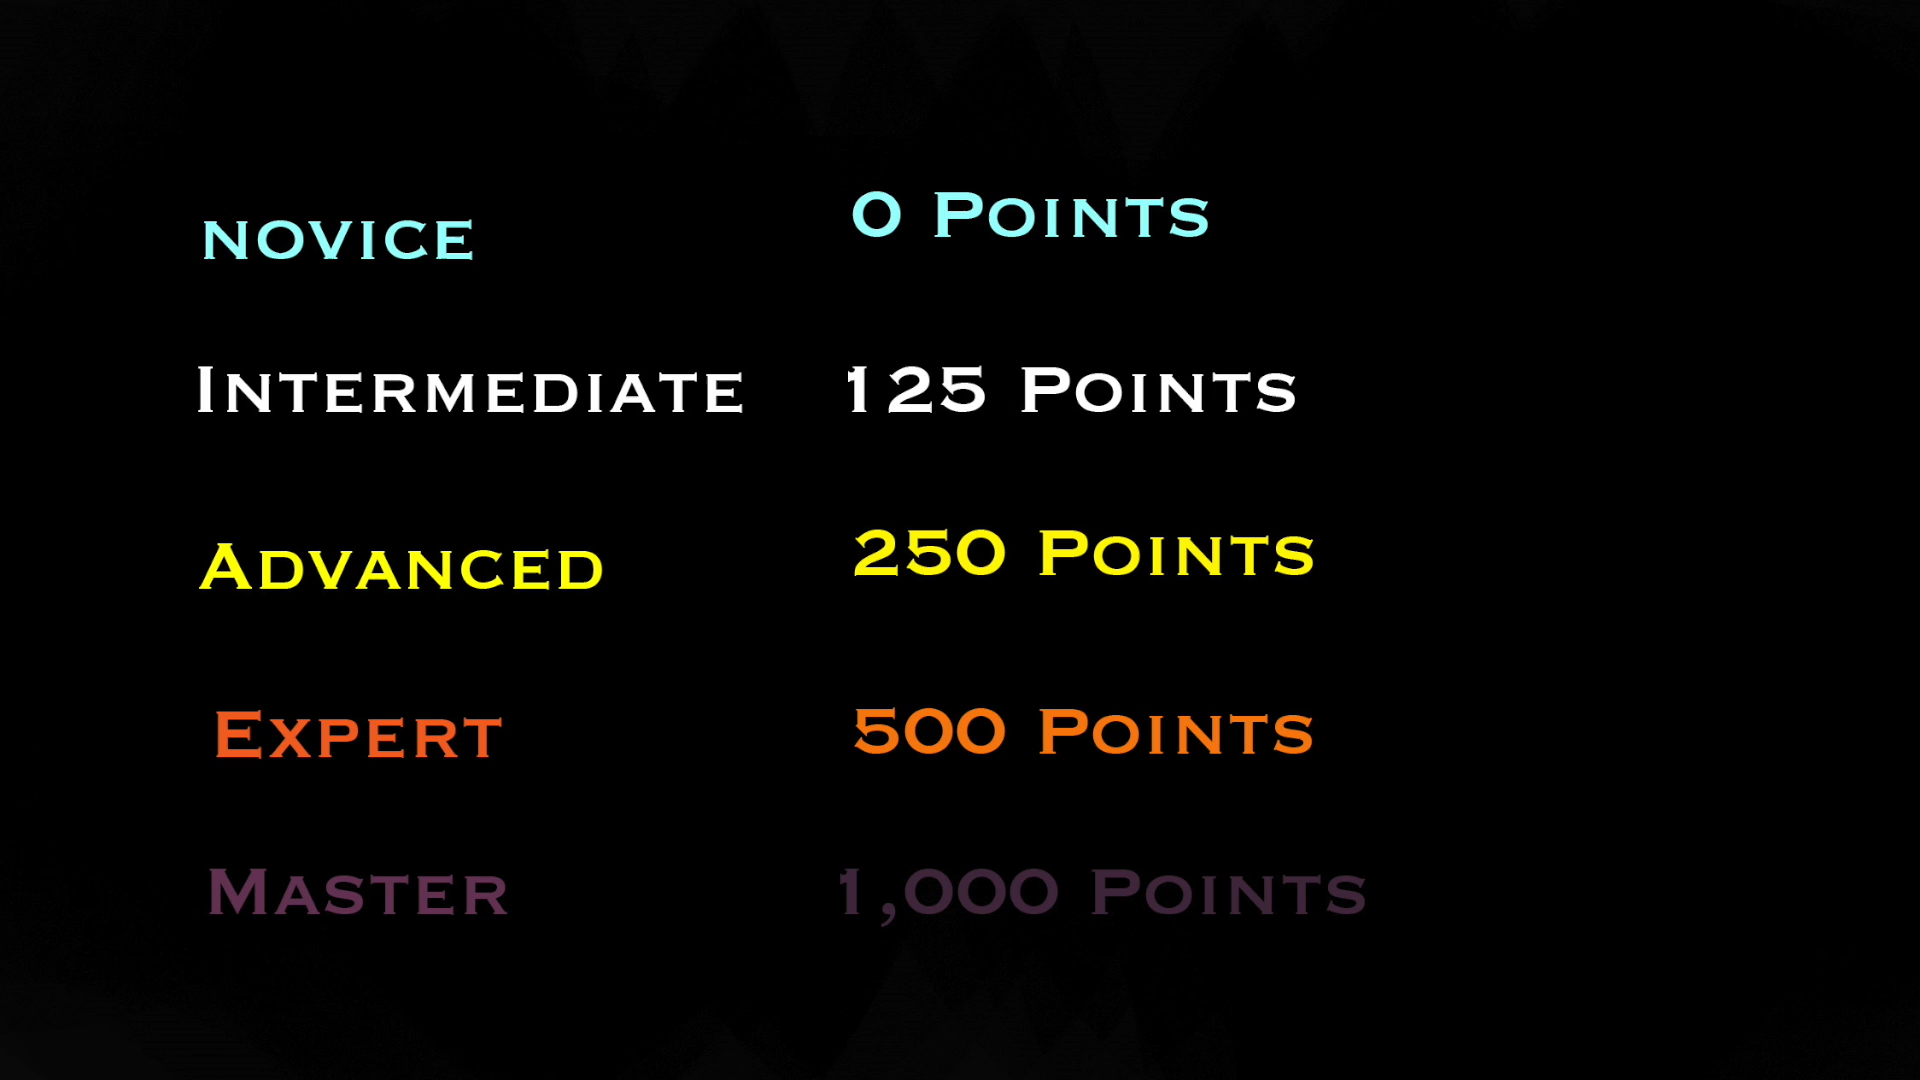 NOVICE 0 POINTS
INTERMEDIATE 125 POINTS
ADVANCED 250 POINTS
EXPERT 500 POINTS
MASTER 1,000 POINTS